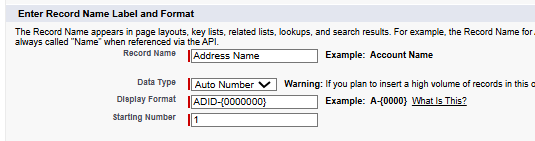 Enter Record Name Label and Format
The Record Name appears in page layouts, key lists, related lists, lookups, and search results. For example, the Record Name for
always called "Name" when referenced via the API.
Record Name Address Name Example: Account Name
Data Type Auto Number Warning: If you plan to insert a high volume of records in this
Display Format ADID-{0000000} Example: A-{0000} What Is This?
Starting Number 1